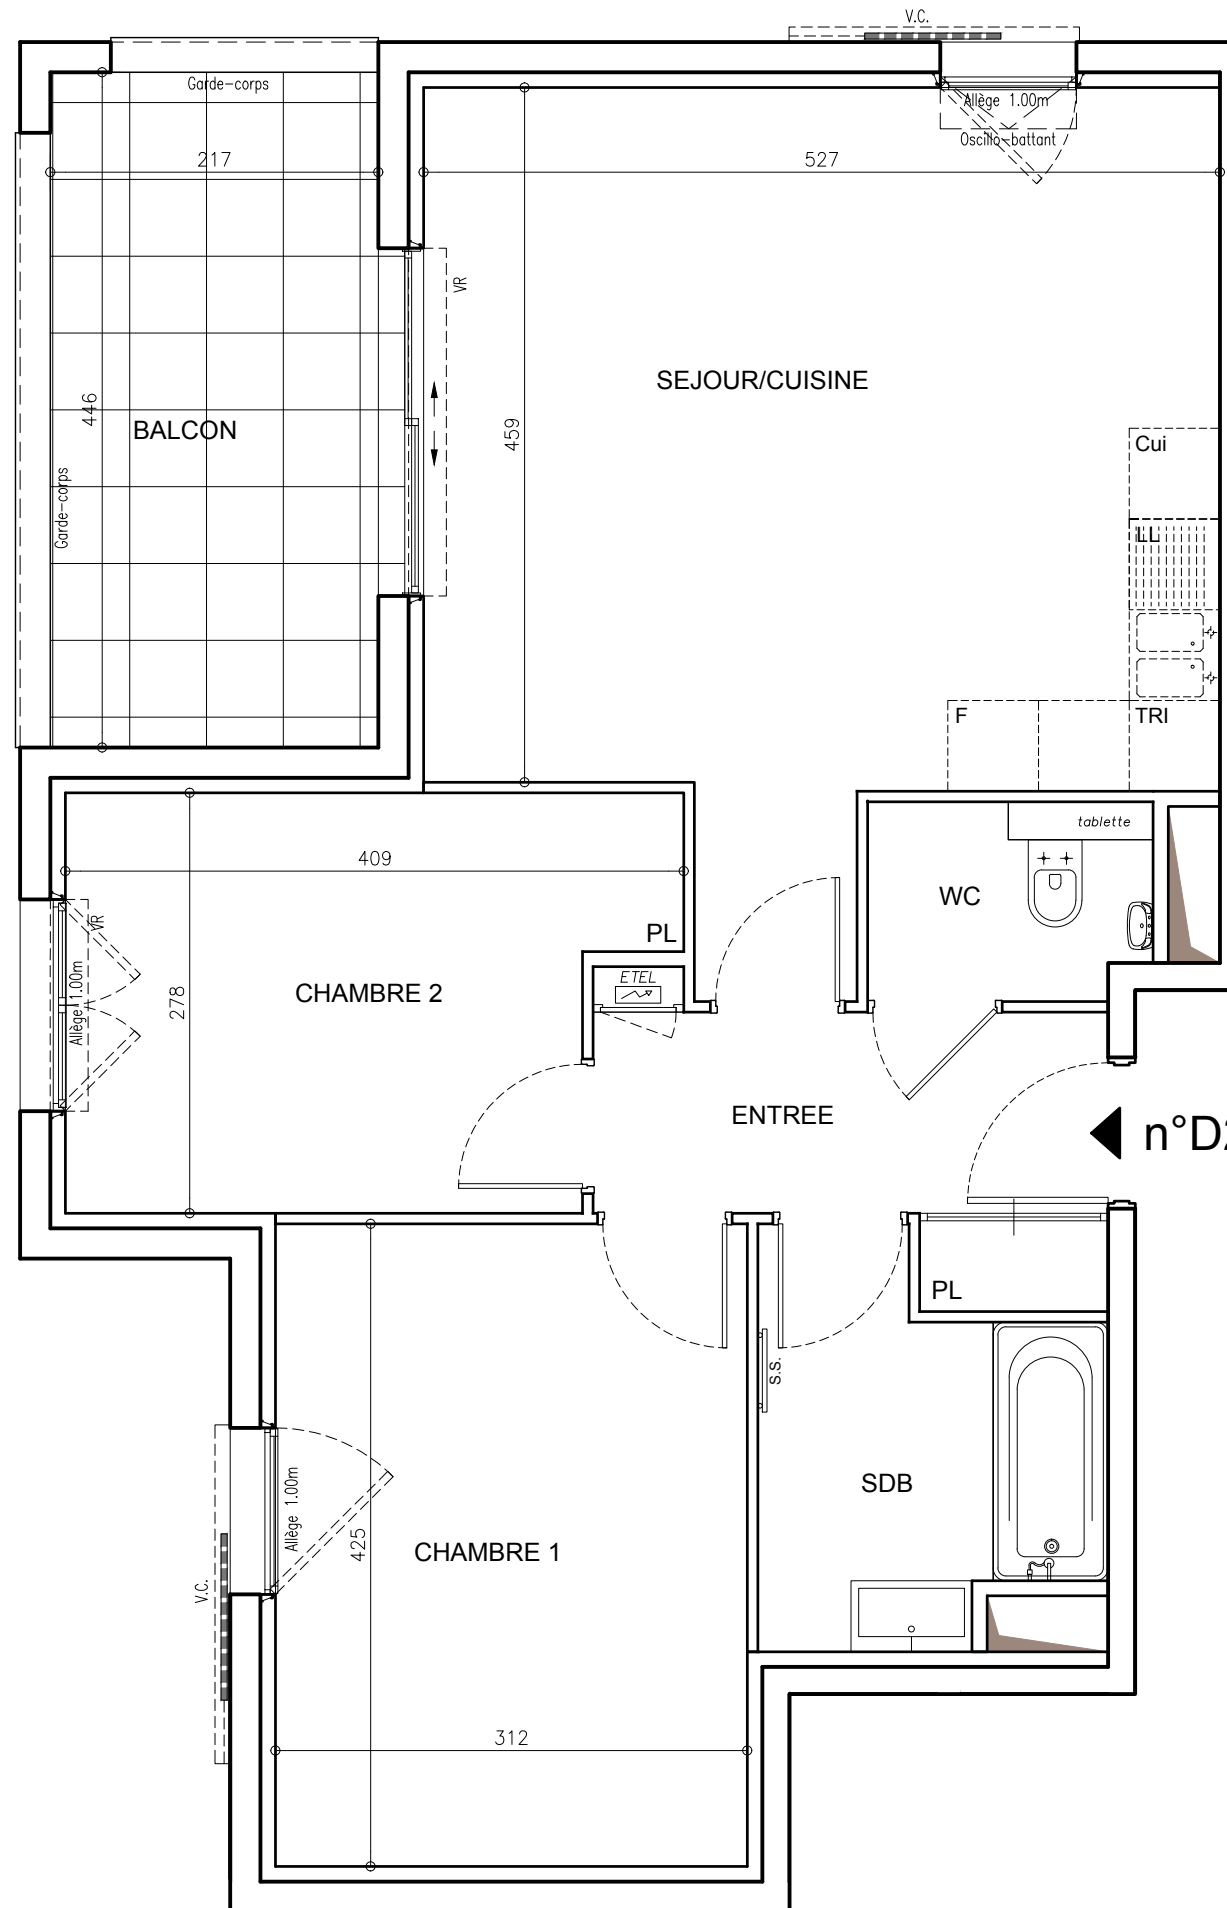 V.C.
Garde-corps
Allège 1.00m
Oscillo-battant
217
527
VR
SEJOUR/CUISINE
446
BALCON
459
Cui
Garde-corps
LL
F
TRI
tablette
409
WC
VR
PL
ETEL
Allège 1.00m
278
CHAMBRE 2
ENTREE
n°D2
PL
s.s.
SDB
Allège 1.00m
425
CHAMBRE 1
V.C.
312